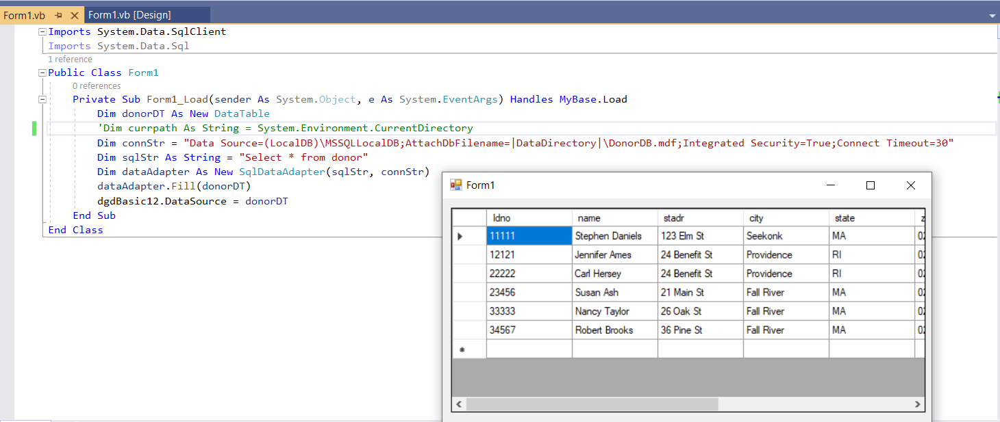 Form1.vb Form1.vb [Design]
Imports System.Data.SqlClient
Imports System.Data.Sql
1 reference
Public Class Form1
0 references
Private Sub Form1_Load(sender As System.Object, e As System.EventArgs) Handles MyBase.Load
Dim donorDT As New DataTable
'Dim currpath As String = System.Environment.CurrentDirectory
Dim connStr = "Data Source=(LocalDB)\MSSQLLocalDB;AttachDbFilename=|DataDirectory|\DonorDB.mdf;Integrated Security=True;Connect Timeout=30"
Dim sqlStr As String = "Select * from donor"
Dim dataAdapter As New SqlDataAdapter(sqlStr, connStr)
dataAdapter.Fill(donorDT)
dgdBasic12.DataSource = donorDT
End Sub
End Class
Form1
Idno name stadr city state
11111 Stephen Daniels 123 Elm St Seekonk MA
12121 Jennifer Ames 24 Benefit St Providence RI
22222 Carl Hersey 24 Benefit St Providence RI
23456 Susan Ash 21 Main St Fall River MA
33333 Nancy Taylor 26 Oak St Fall River MA
34567 Robert Brooks 36 Pine St Fall River MA